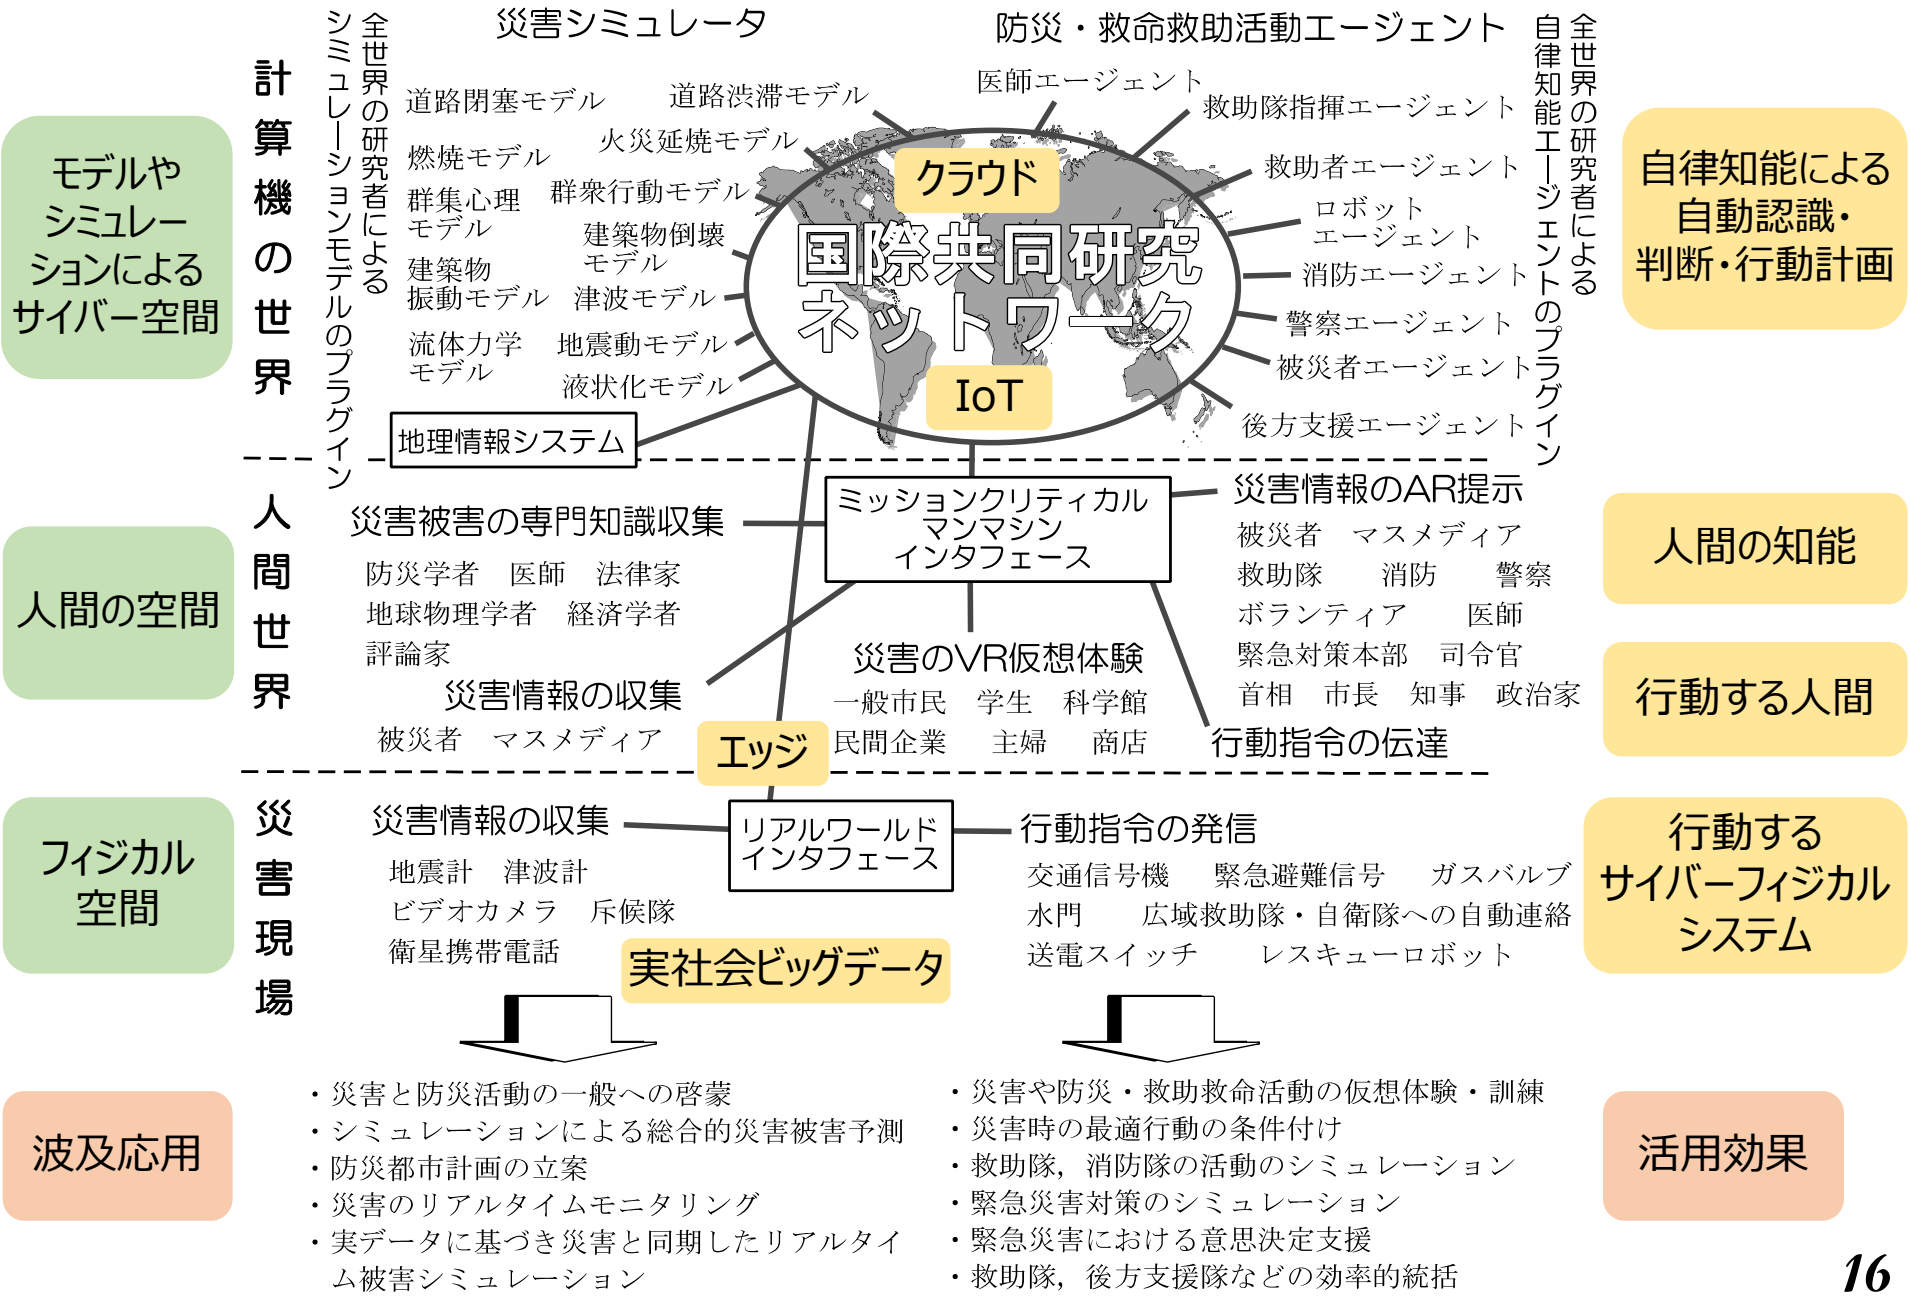 災害シミュレータ
防災・救命救助活動エージェント
全世界の研究者による
シミュレーションモデルのプラグイン
全世界の研究者による
自律知能エージェントのプラグイン
計算機の世界
モデルや
シミュレー
ションによる
サイバー空間
道路閉塞モデル
道路渋滞モデル
火災延焼モデル
燃焼モデル
群集心理
モデル
群衆行動モデル
建築物倒壊
モデル
建築物
振動モデル
津波モデル
流体力学
モデル
地震動モデル
液状化モデル
地理情報システム
クラウド
国際共同研究
ネットワーク
IoT
医師エージェント
救助隊指揮エージェント
救助者エージェント
ロボット
エージェント
消防エージェント
警察エージェント
被災者エージェント
後方支援エージェント
自律知能による
自動認識・
判断・行動計画
人間世界
人間の空間
災害被害の専門知識収集
防災学者　医師　法律家
地球物理学者　経済学者
評論家
災害情報の収集
被災者　マスメディア
ミッションクリティカル
マンマシン
インタフェース
災害のVR仮想体験
一般市民　学生　科学館
民間企業　主婦　商店
災害情報のAR提示
被災者　マスメディア
救助隊　消防　警察
ボランティア　医師
緊急対策本部　司令官
首相　市長　知事　政治家
行動指令の伝達
人間の知能
行動する人間
エッジ
災害現場
フィジカル
空間
災害情報の収集
地震計　津波計
ビデオカメラ　斥候隊
衛星携帯電話
リアルワールド
インタフェース
実社会ビッグデータ
行動指令の発信
交通信号機　緊急避難信号　ガスバルブ
水門　広域救助隊・自衛隊への自動連絡
送電スイッチ　レスキューロボット
行動する
サイバーフィジカル
システム
波及応用
・災害と防災活動の一般への啓蒙
・シミュレーションによる総合的災害被害予測
・防災都市計画の立案
・災害のリアルタイムモニタリング
・実データに基づき災害と同期したリアルタイ
ム被害シミュレーション
・災害や防災・救助救命活動の仮想体験・訓練
・災害時の最適行動の条件付け
・救助隊，消防隊の活動のシミュレーション
・緊急災害対策のシミュレーション
・緊急災害における意思決定支援
・救助隊，後方支援隊などの効率的統括
活用効果
16